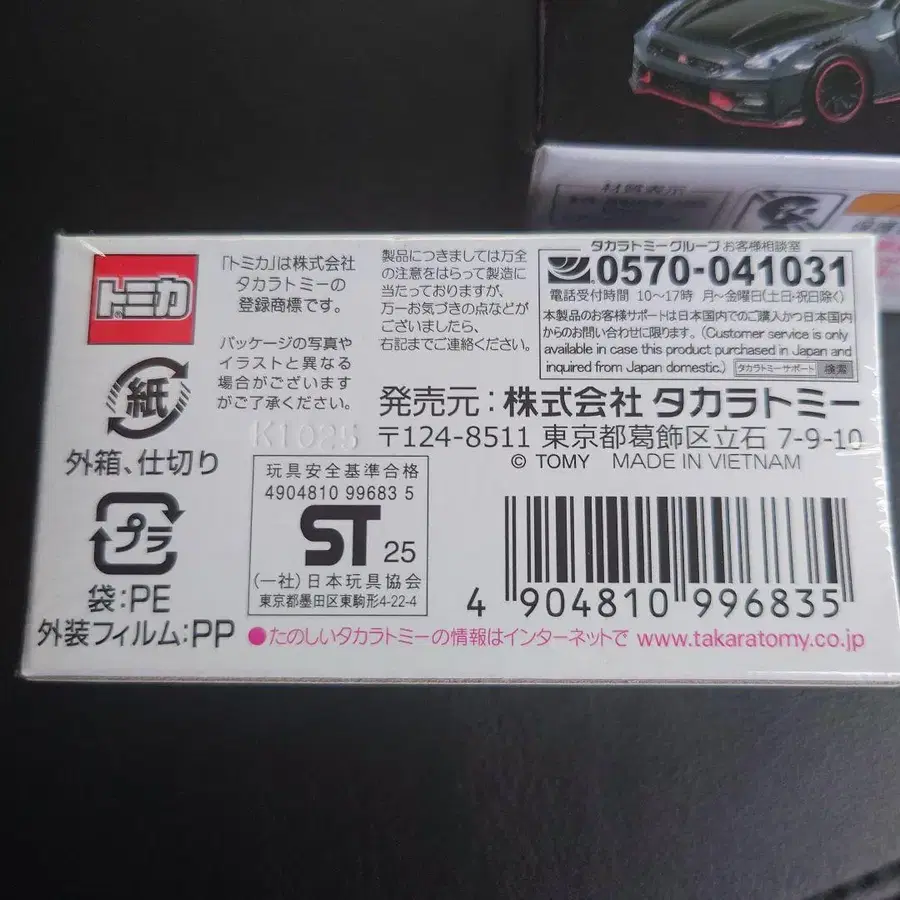 材質表示
トミカ
「トミカ」は株式会社
タカラトミーの
登録商標です。
パッケージの写真や
イラストと異なる
場合がございます
がご了承ください。
製品につきましては万全
の注意をはらって製造に
当たっておりますが、
万一お気づきの点などが
ございましたら、
右記までご連絡ください。
タカラトミーグループ お客様相談室
0570-041031
電話受付時間 10〜17時 月〜金曜日(土日・祝日除く)
本製品のお客様サポートは日本国内でのご購入かつ日本国内
からのお問い合わせに限ります。(Customer service is only
available in case this product purchased in Japan and
inquired from Japan domestic.) タカラトミーサポート 検索
発売元:株式会社 タカラトミー
〒124-8511 東京都葛飾区立石 7-9-10
© TOMY MADE IN VIETNAM
K1025
紙
外箱、仕切り
プラ
袋:PE
外装フィルム:PP
玩具安全基準合格
4904810 99683 5
ST 25
(一社)日本玩具協会
東京都墨田区東駒形4-22-4
4 904810 996835
●たのしいタカラトミーの情報はインターネットで www.takaratomy.co.jp